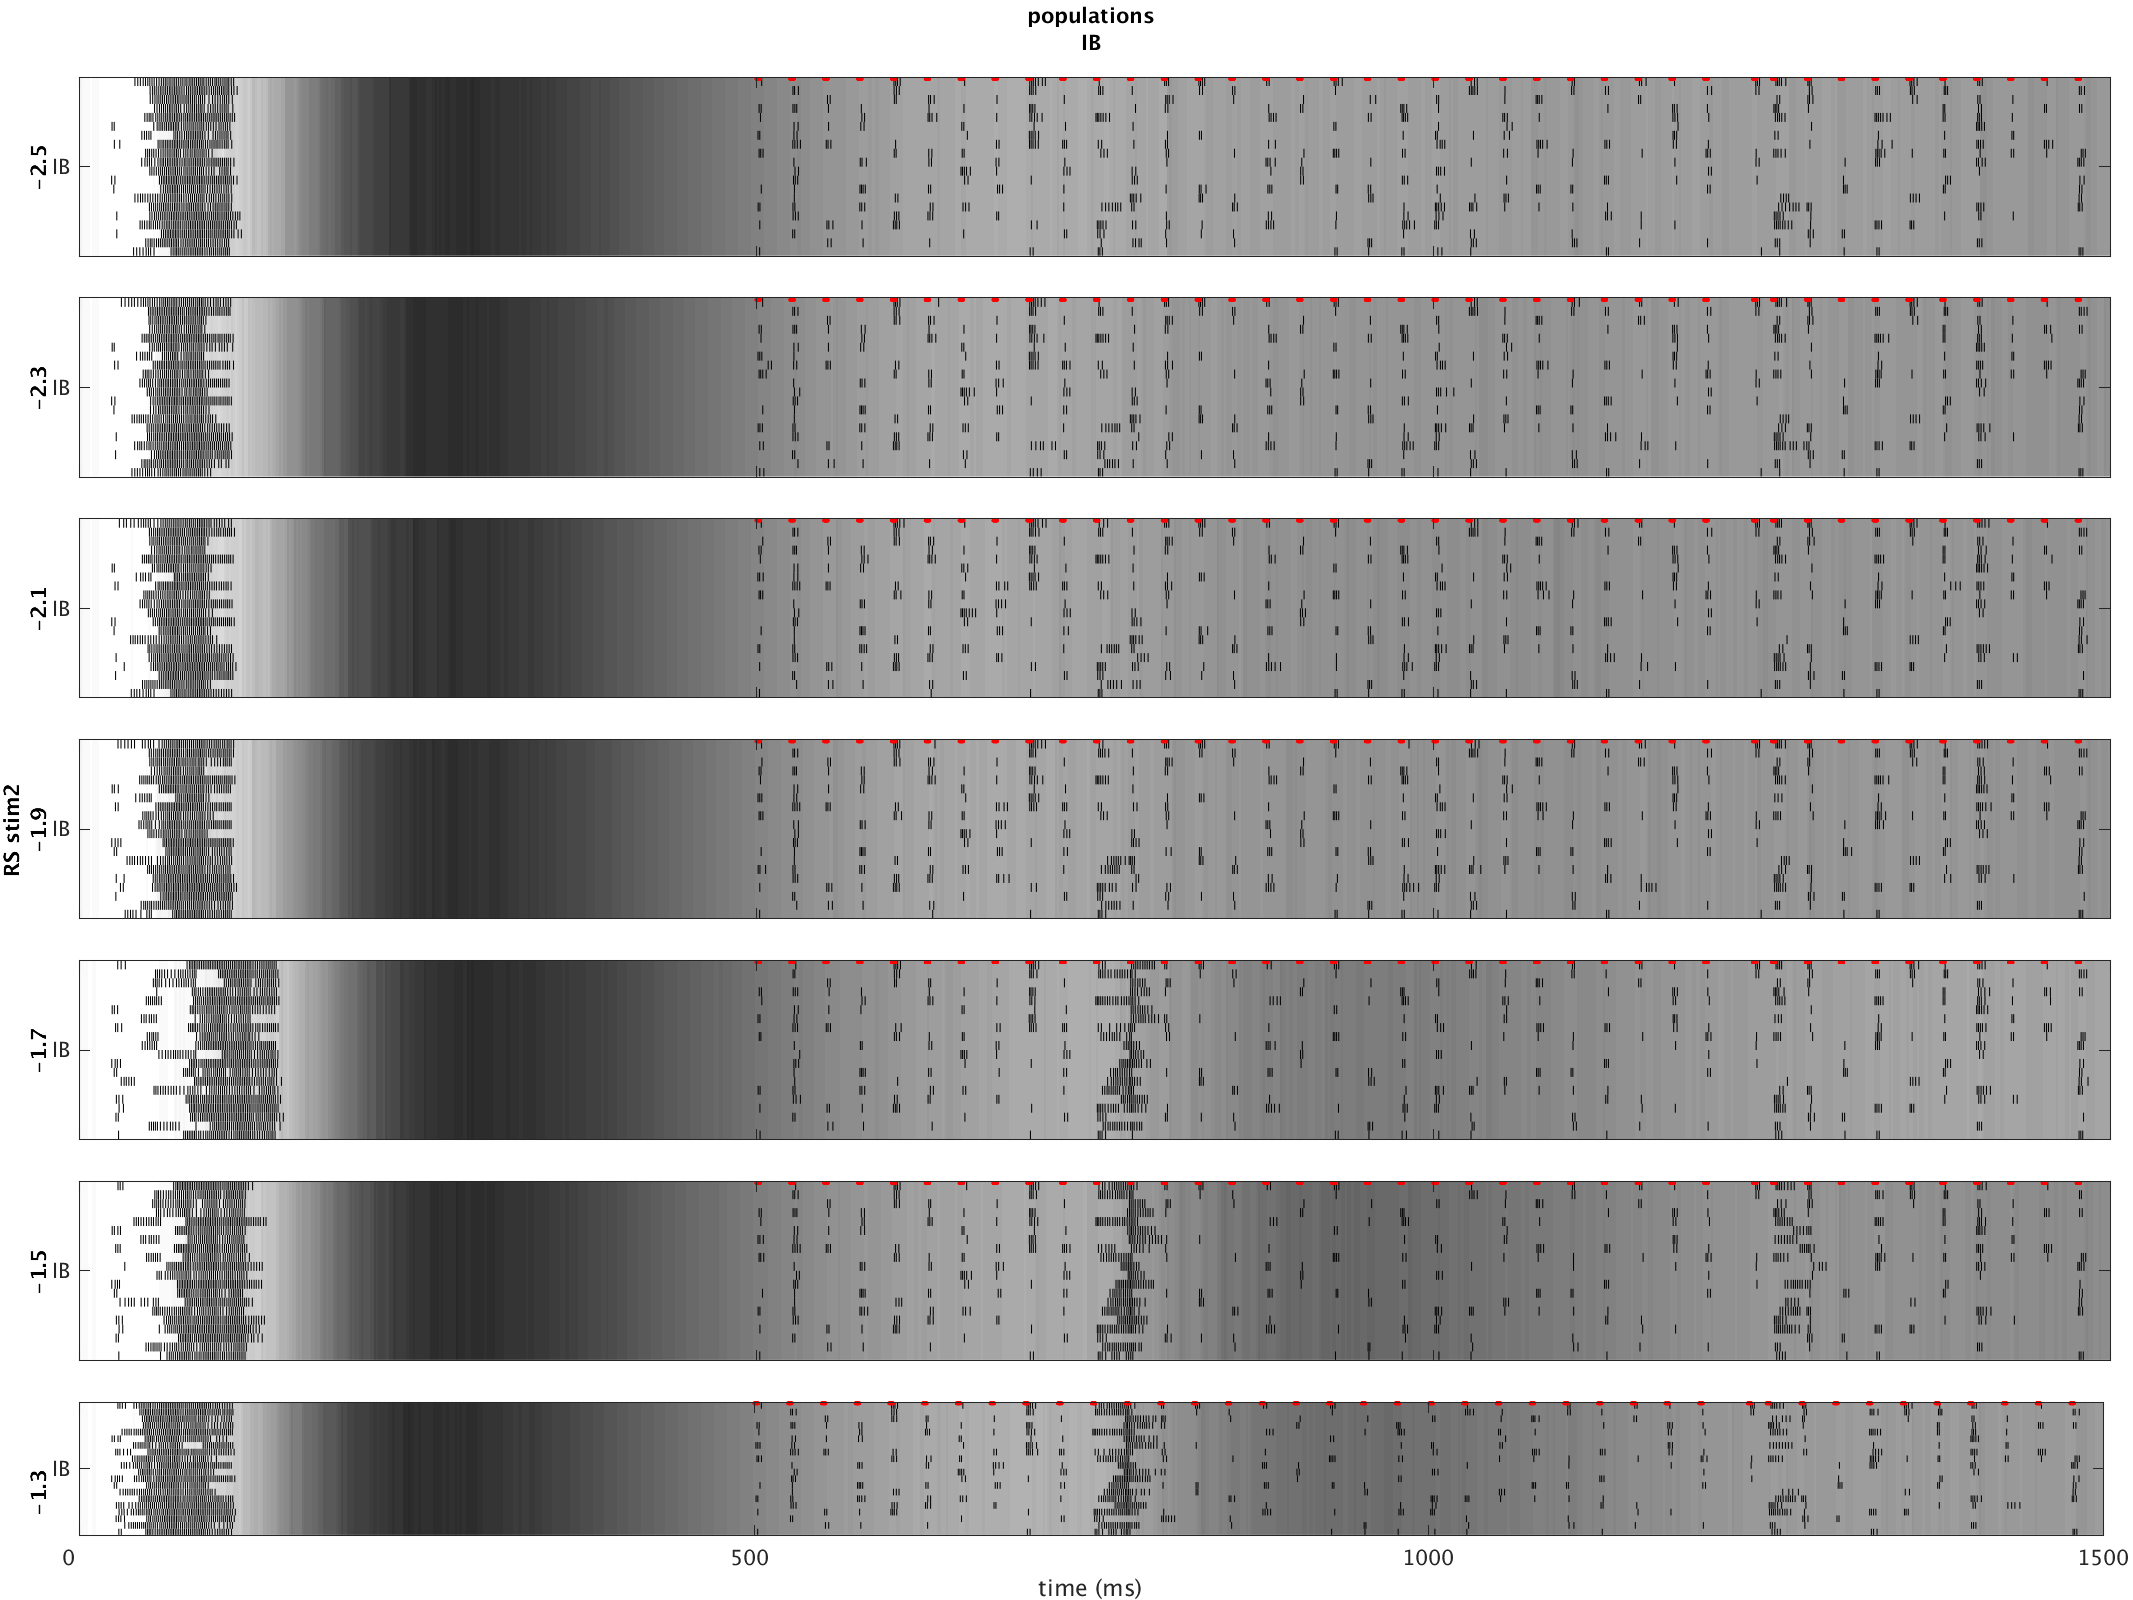 populations
IB
RS stim2
-2.5 IB
-2.3 IB
-2.1 IB
-1.9 IB
-1.7 IB
-1.5 IB
-1.3 IB
0 500 1000 1500
time (ms)